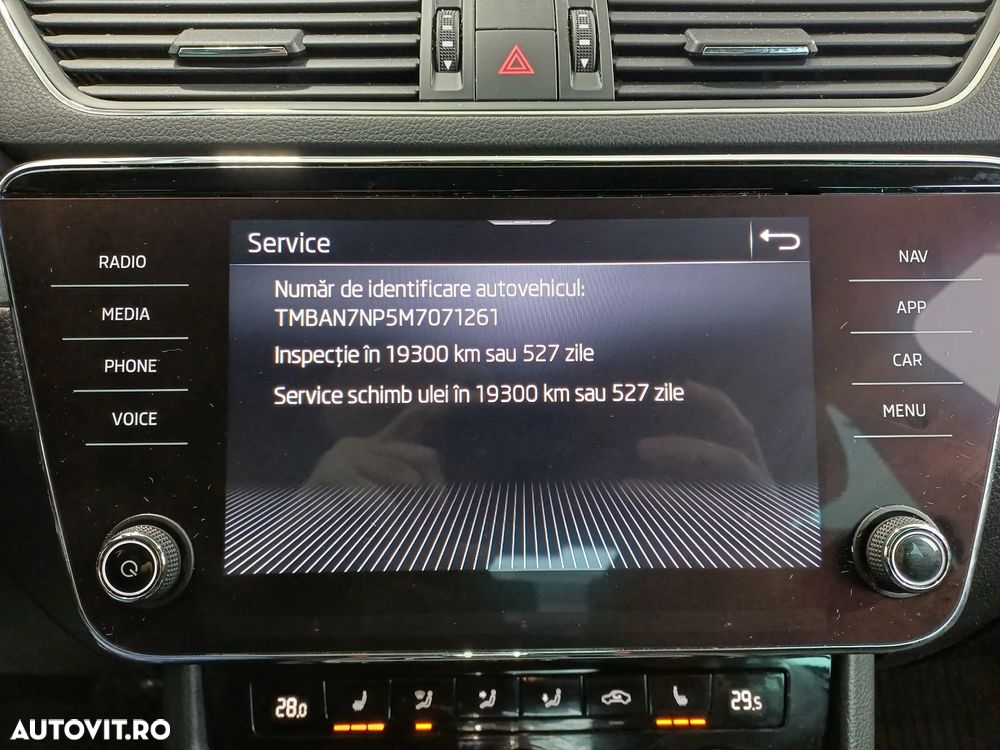 Service
RADIO
MEDIA
PHONE
VOICE
Număr de identificare autovehicul:
TMBAN7NP5M7071261
Inspecție în 19300 km sau 527 zile
Service schimb ulei în 19300 km sau 527 zile
NAV
APP
CAR
MENU
28,0
29,5
AUTOVIT.RO